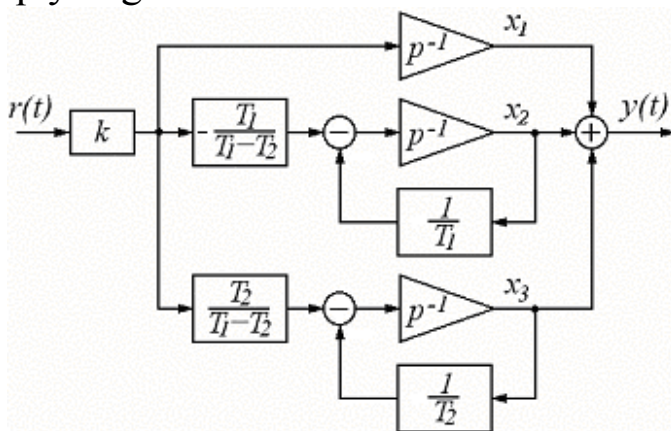 p⁻¹ x₁
r(t) k -T₁/(T₁-T₂) - p⁻¹ x₂ + y(t)
1/T₁
T₂/(T₁-T₂) - p⁻¹ x₃
1/T₂